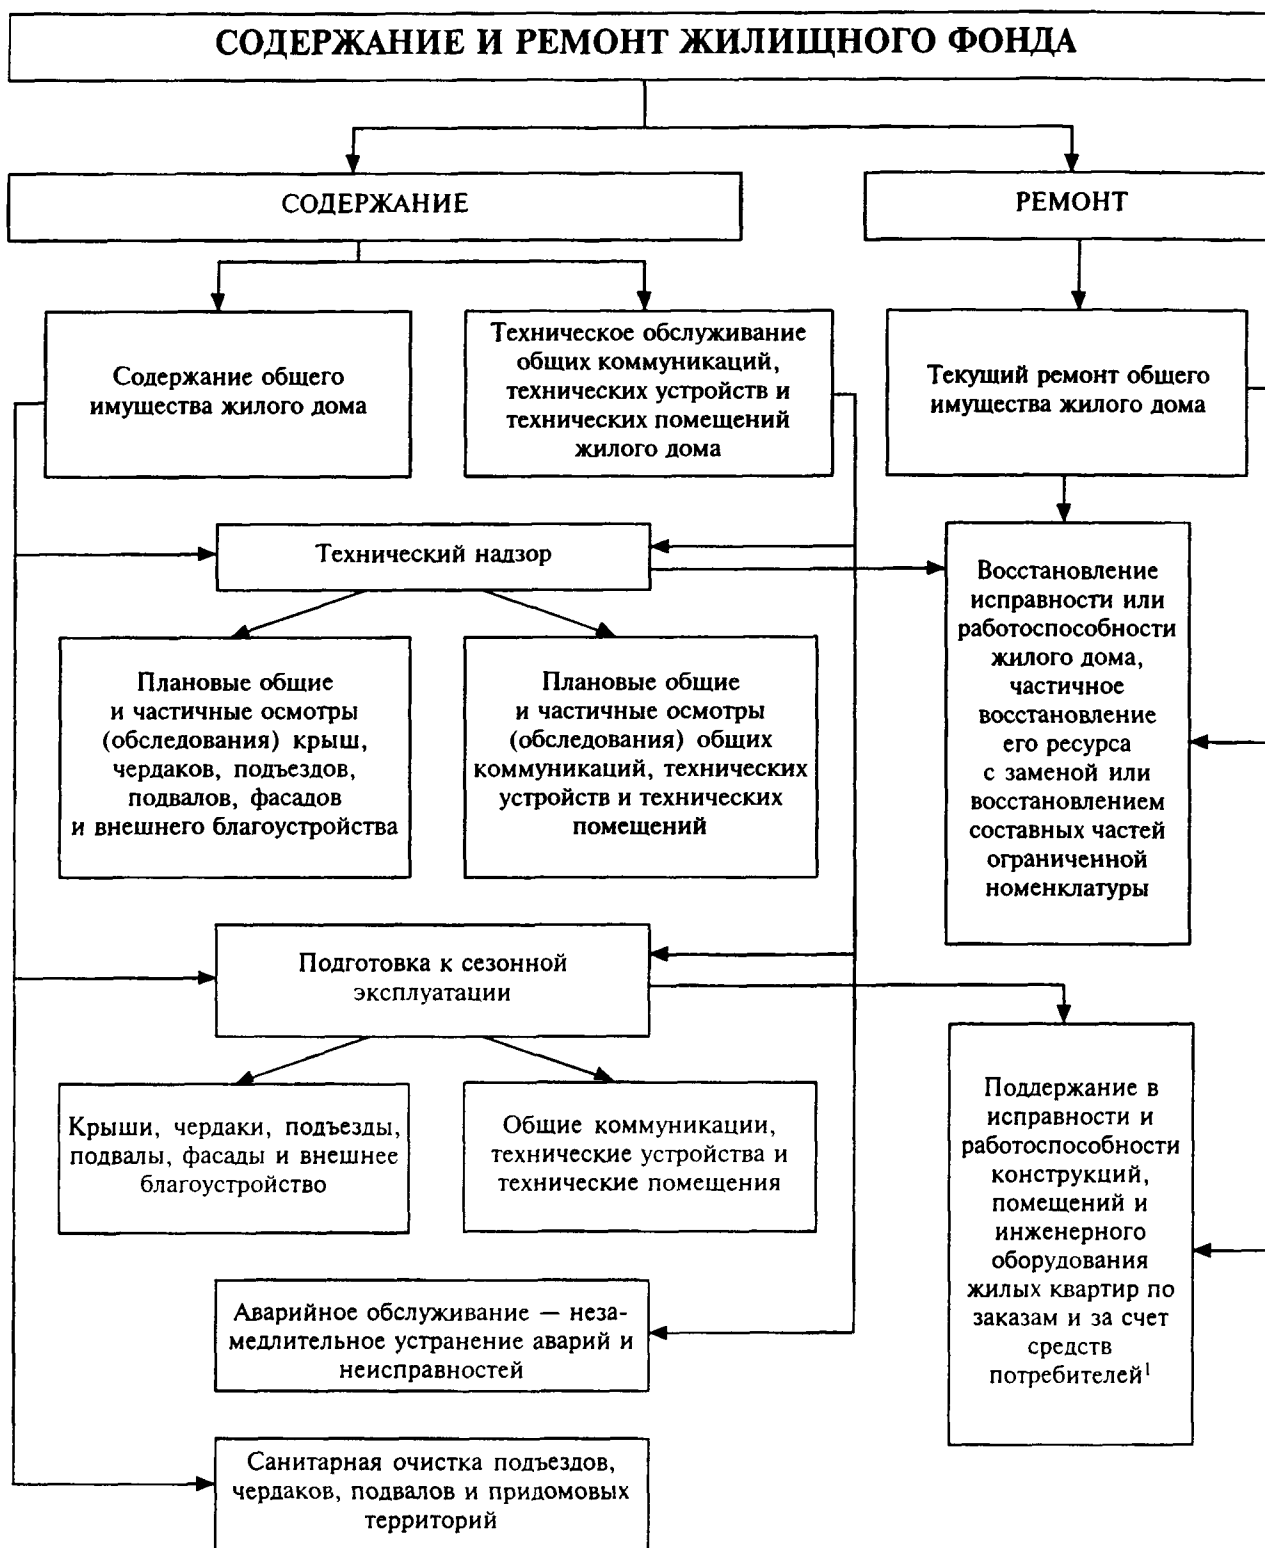 СОДЕРЖАНИЕ И РЕМОНТ ЖИЛИЩНОГО ФОНДА
СОДЕРЖАНИЕ
РЕМОНТ
Содержание общего
имущества жилого дома
Техническое обслуживание
общих коммуникаций,
технических устройств и
технических помещений
жилого дома
Текущий ремонт общего
имущества жилого дома
Технический надзор
Восстановление
исправности или
работоспособности
жилого дома,
частичное
восстановление
его ресурса
с заменой или
восстановлением
составных частей
ограниченной
номенклатуры
Плановые общие
и частичные осмотры
(обследования) крыш,
чердаков, подъездов,
подвалов, фасадов
и внешнего благоустройства
Плановые общие
и частичные осмотры
(обследования) общих
коммуникаций, технических
устройств и технических
помещений
Подготовка к сезонной
эксплуатации
Крыши, чердаки, подъезды,
подвалы, фасады и внешнее
благоустройство
Общие коммуникации,
технические устройства и
технические помещения
Поддержание в
исправности и
работоспособности
конструкций,
помещений и
инженерного
оборудования
жилых квартир по
заказам и за счет
средств
потребителей¹
Аварийное обслуживание — неза-
медлительное устранение аварий и
неисправностей
Санитарная очистка подъездов,
чердаков, подвалов и придомовых
территорий